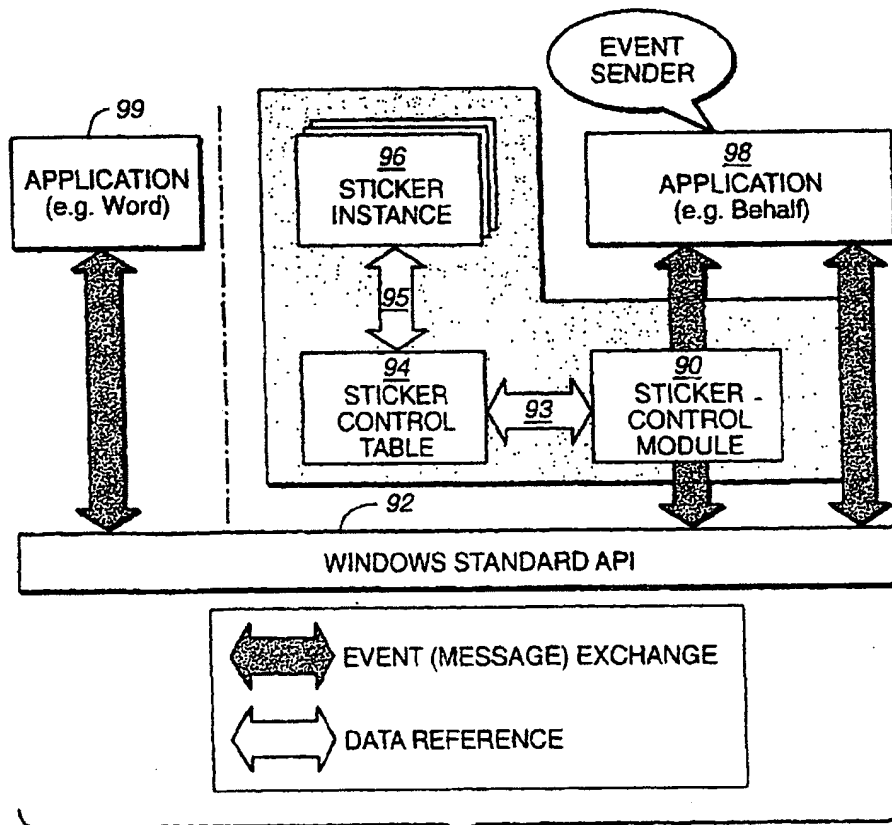 EVENT
SENDER
99
APPLICATION
(e.g. Word)
96
STICKER
INSTANCE
98
APPLICATION
(e.g. Behalf)
95
94
STICKER
CONTROL
TABLE
93
90
STICKER
CONTROL
MODULE
92
WINDOWS STANDARD API
EVENT (MESSAGE) EXCHANGE
DATA REFERENCE